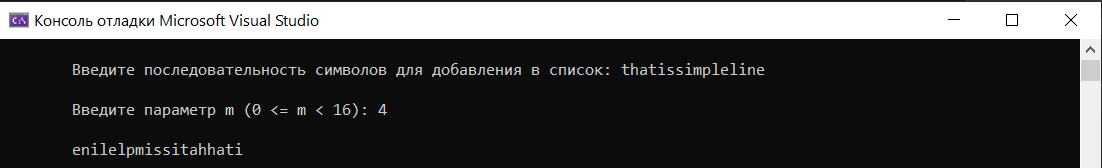 Консоль отладки Microsoft Visual Studio
Введите последовательность символов для добавления в список: thatissimpleline
Введите параметр m (0 <= m < 16): 4
enilelpmissitahhati